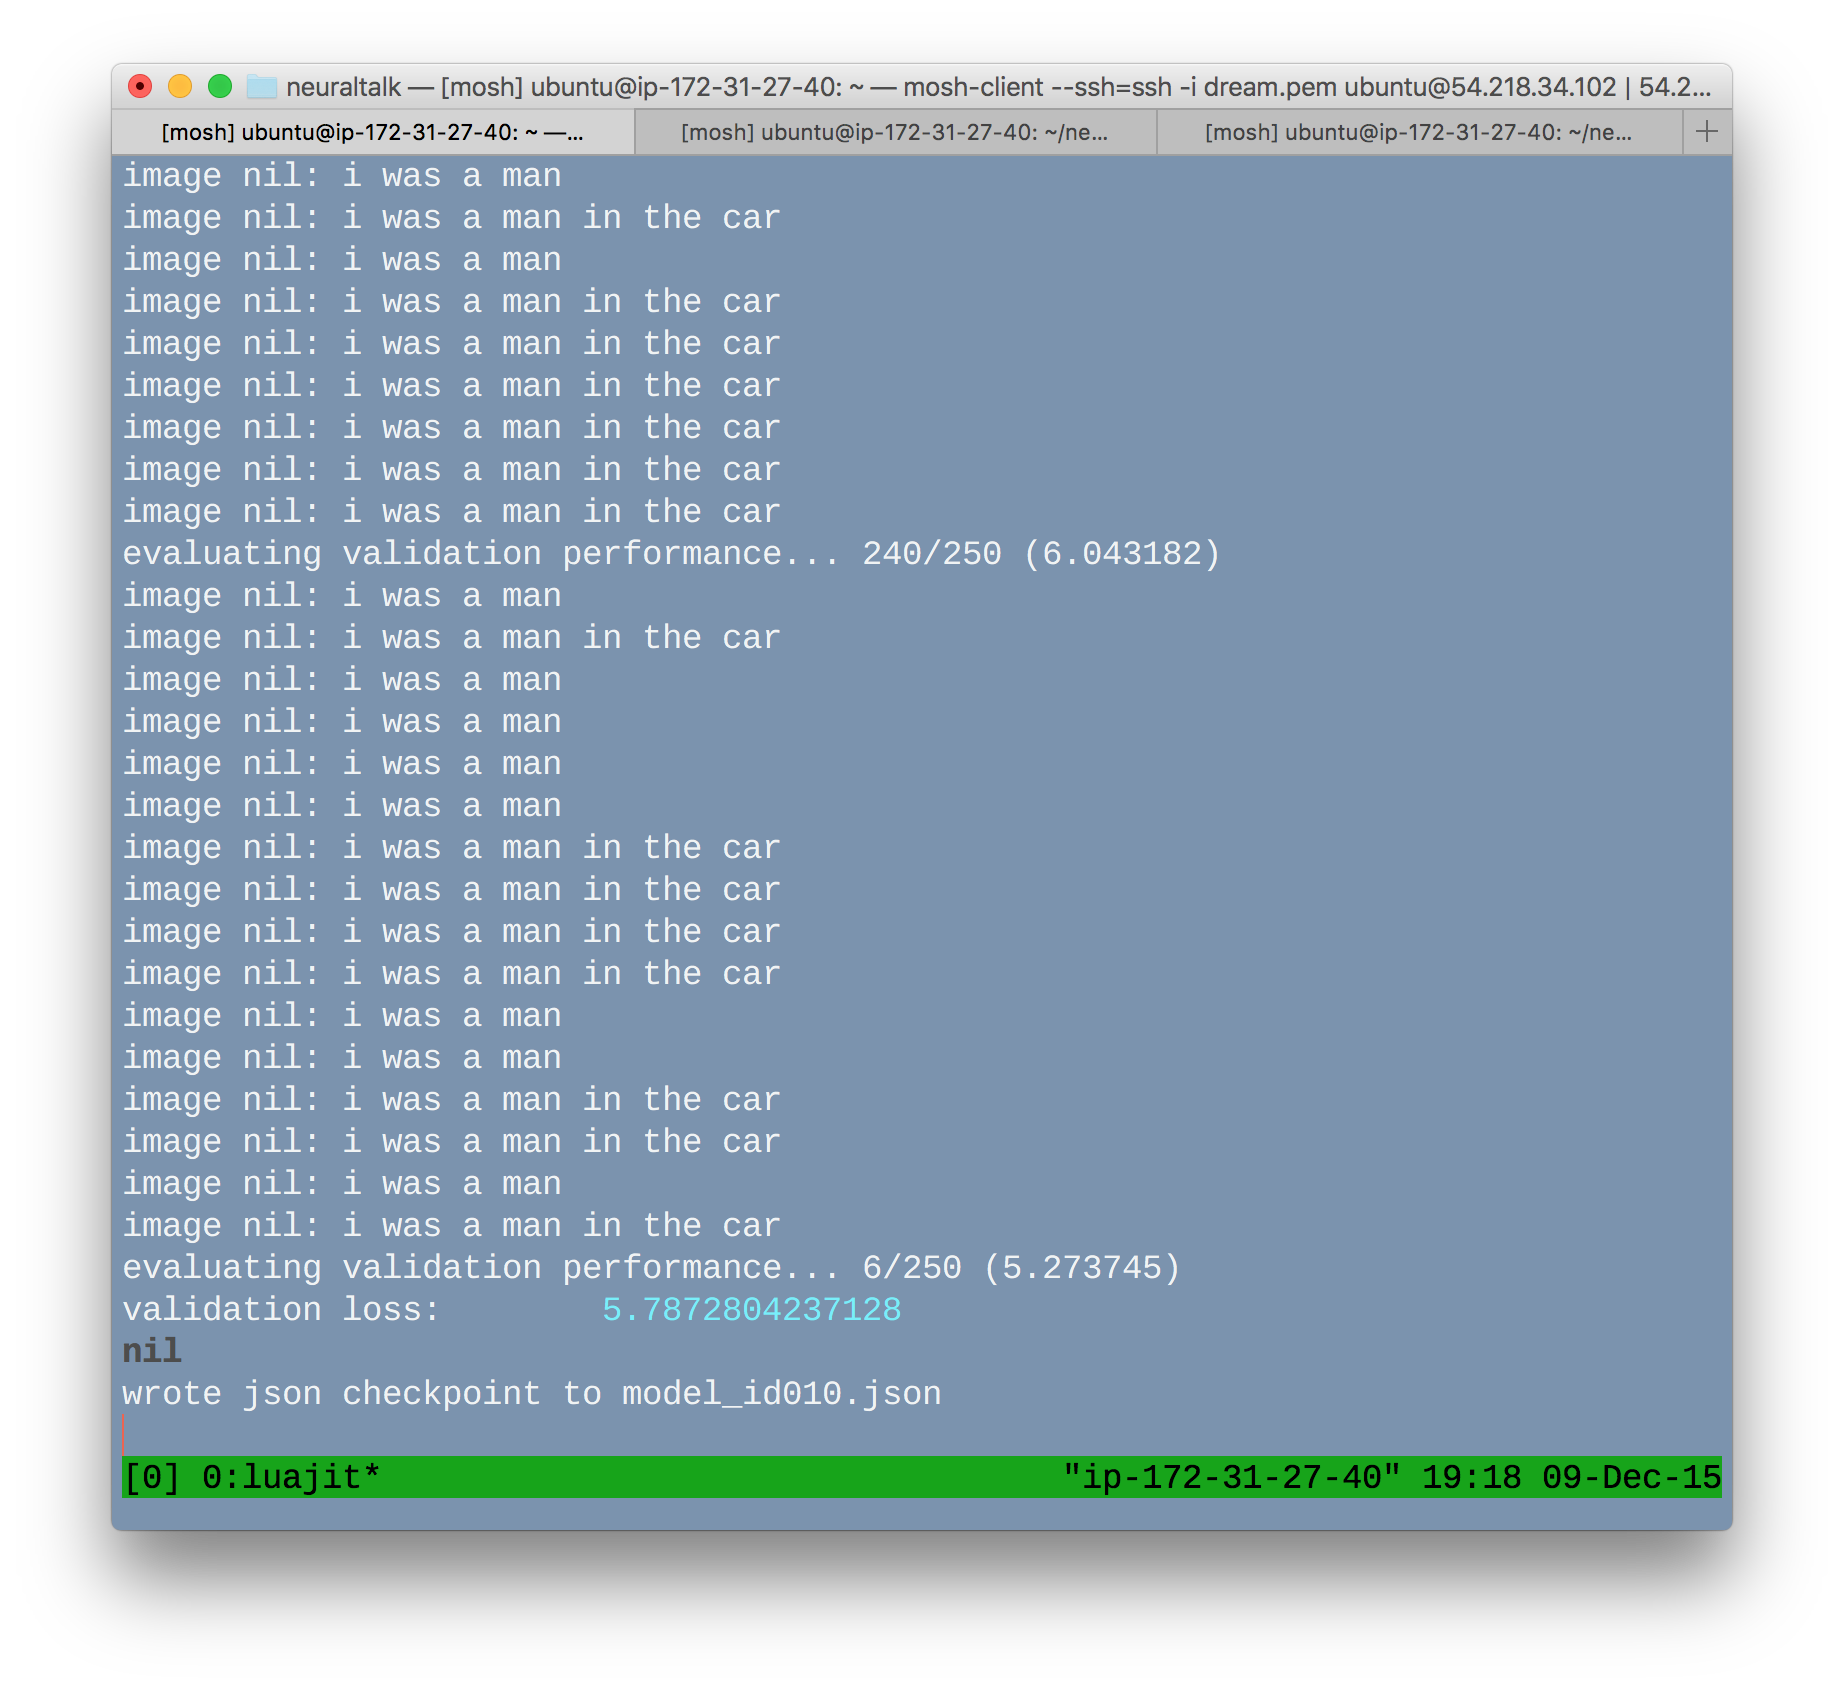 neuraltalk — [mosh] ubuntu@ip-172-31-27-40: ~ — mosh-client --ssh=ssh -i dream.pem ubuntu@54.218.34.102 | 54.2...
[mosh] ubuntu@ip-172-31-27-40: ~ —... [mosh] ubuntu@ip-172-31-27-40: ~/ne... [mosh] ubuntu@ip-172-31-27-40: ~/ne... +
image nil: i was a man
image nil: i was a man in the car
image nil: i was a man
image nil: i was a man in the car
image nil: i was a man in the car
image nil: i was a man in the car
image nil: i was a man in the car
image nil: i was a man in the car
image nil: i was a man in the car
evaluating validation performance... 240/250 (6.043182)
image nil: i was a man
image nil: i was a man in the car
image nil: i was a man
image nil: i was a man
image nil: i was a man
image nil: i was a man
image nil: i was a man in the car
image nil: i was a man in the car
image nil: i was a man in the car
image nil: i was a man in the car
image nil: i was a man
image nil: i was a man
image nil: i was a man in the car
image nil: i was a man in the car
image nil: i was a man
image nil: i was a man in the car
evaluating validation performance... 6/250 (5.273745)
validation loss: 5.7872804237128
nil
wrote json checkpoint to model_id010.json
[0] 0:luajit* "ip-172-31-27-40" 19:18 09-Dec-15